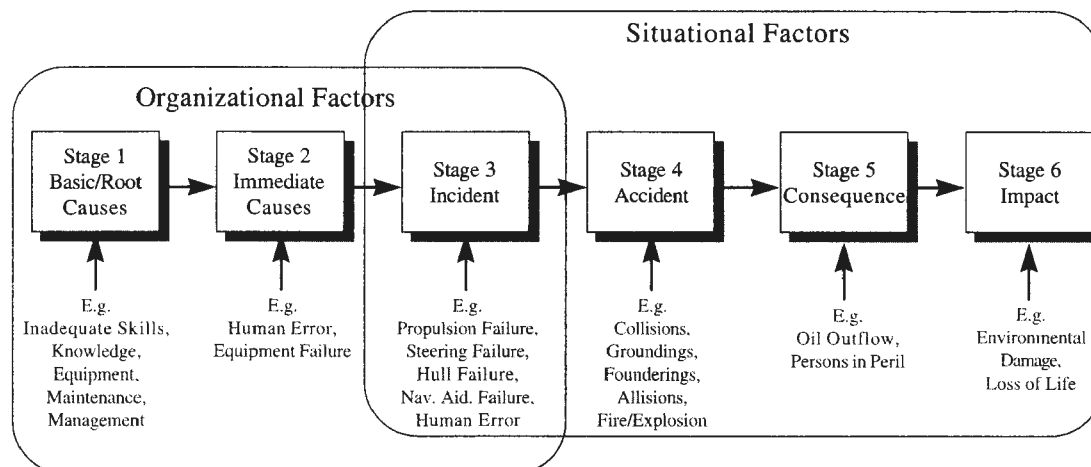 Situational Factors
Organizational Factors
Stage 1
Basic/Root
Causes
Stage 2
Immediate
Causes
Stage 3
Incident
Stage 4
Accident
Stage 5
Consequence
Stage 6
Impact
E.g.
Inadequate Skills,
Knowledge,
Equipment,
Maintenance,
Management
E.g.
Human Error,
Equipment Failure
E.g.
Propulsion Failure,
Steering Failure,
Hull Failure,
Nav. Aid. Failure,
Human Error
E.g.
Collisions,
Groundings,
Founderings,
Allisions,
Fire/Explosion
E.g.
Oil Outflow,
Persons in Peril
E.g.
Environmental
Damage,
Loss of Life